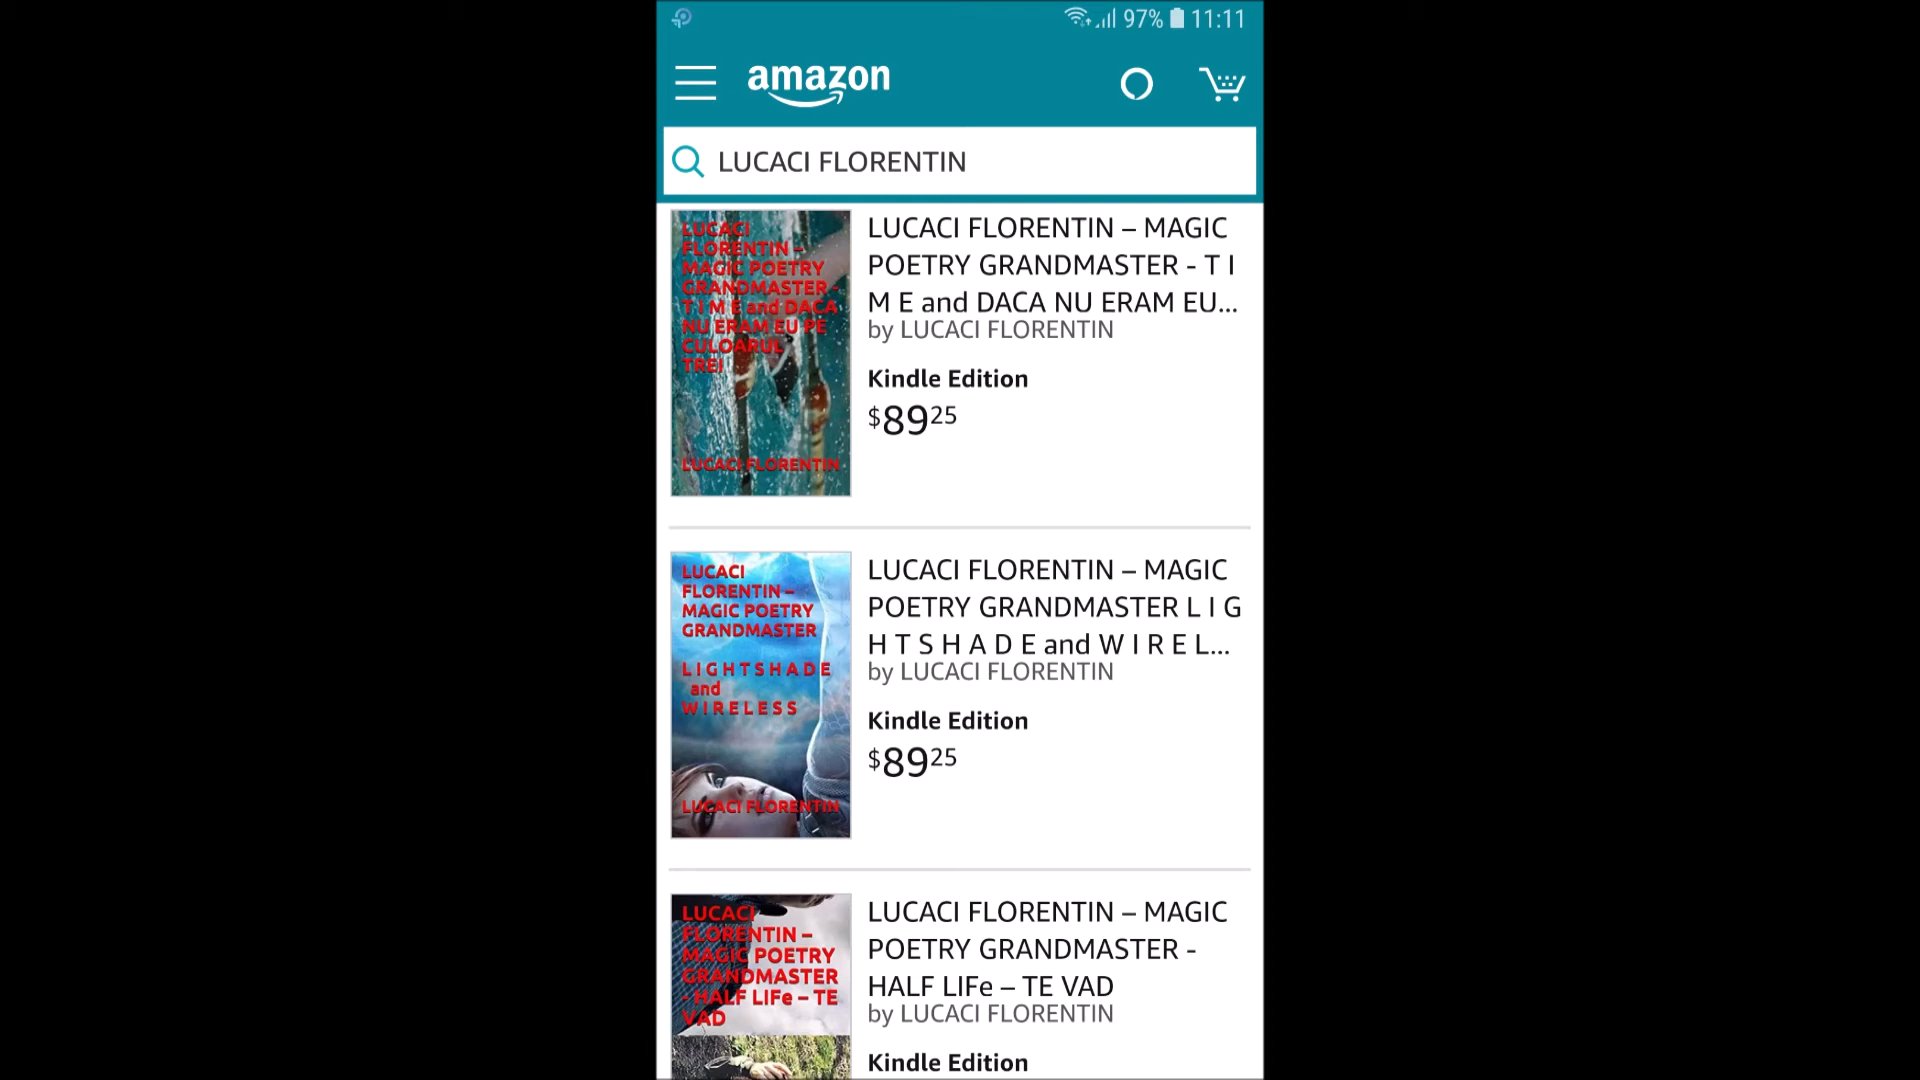 97% 11:11
amazon
LUCACI FLORENTIN
LUCACI
FLORENTIN –
MAGIC POETRY
GRANDMASTER -
T I M E and DACA
NU ERAM EU PE
CULOARUL
TREI
LUCACI FLORENTIN
LUCACI FLORENTIN – MAGIC
POETRY GRANDMASTER - T I
M E and DACA NU ERAM EU...
by LUCACI FLORENTIN
Kindle Edition
$89 25
LUCACI
FLORENTIN –
MAGIC POETRY
GRANDMASTER
L I G H T S H A D E
and
W I R E L E S S
LUCACI FLORENTIN
LUCACI FLORENTIN – MAGIC
POETRY GRANDMASTER L I G
H T S H A D E and W I R E L...
by LUCACI FLORENTIN
Kindle Edition
$89 25
LUCACI
FLORENTIN –
MAGIC POETRY
GRANDMASTER
- HALF LIFe – TE
VAD
LUCACI FLORENTIN – MAGIC
POETRY GRANDMASTER -
HALF LIFe – TE VAD
by LUCACI FLORENTIN
Kindle Edition